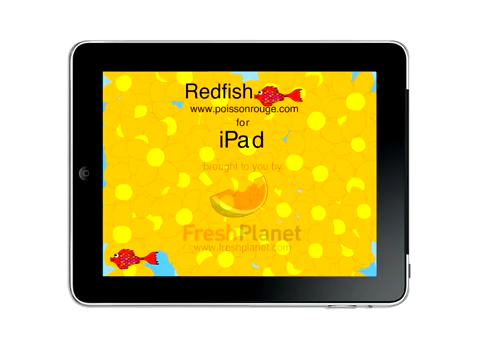 Redfish
www.poissonrouge.com
for
iPad
brought to you by
FreshPlanet
www.freshplanet.com